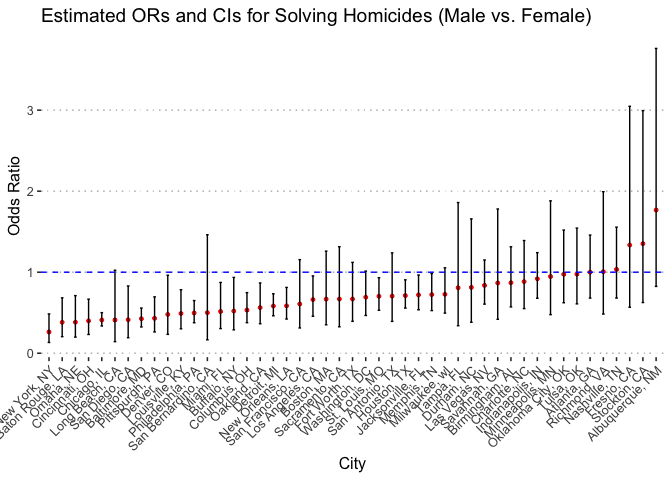 Estimated ORs and CIs for Solving Homicides (Male vs. Female)
Odds Ratio
3
2
1
0
New York, NY
Baton Rouge, LA
Omaha, NE
Cincinnati, OH
Chicago, IL
Long Beach, CA
San Diego, CA
Baltimore, MD
Pittsburgh, PA
Denver, CO
Louisville, KY
Philadelphia, PA
San Bernardino, CA
Miami, FL
Buffalo, NY
Columbus, OH
Oakland, CA
Detroit, MI
New Orleans, LA
San Francisco, CA
Los Angeles, CA
Boston, MA
Sacramento, CA
Fort Worth, TX
Washington, DC
St. Louis, MO
San Antonio, TX
Houston, TX
Jacksonville, FL
Memphis, TN
Milwaukee, wI
Tampa, FL
Durham, NC
Las Vegas, NV
Savannah, GA
Birmingham, AL
Charlotte, NC
Indianapolis, IN
Minneapolis, MN
Oklahoma City, OK
Tulsa, OK
Atlanta, GA
Richmond, VA
Nashville, TN
Fresno, CA
Stockton, CA
Albuquerque, NM
City